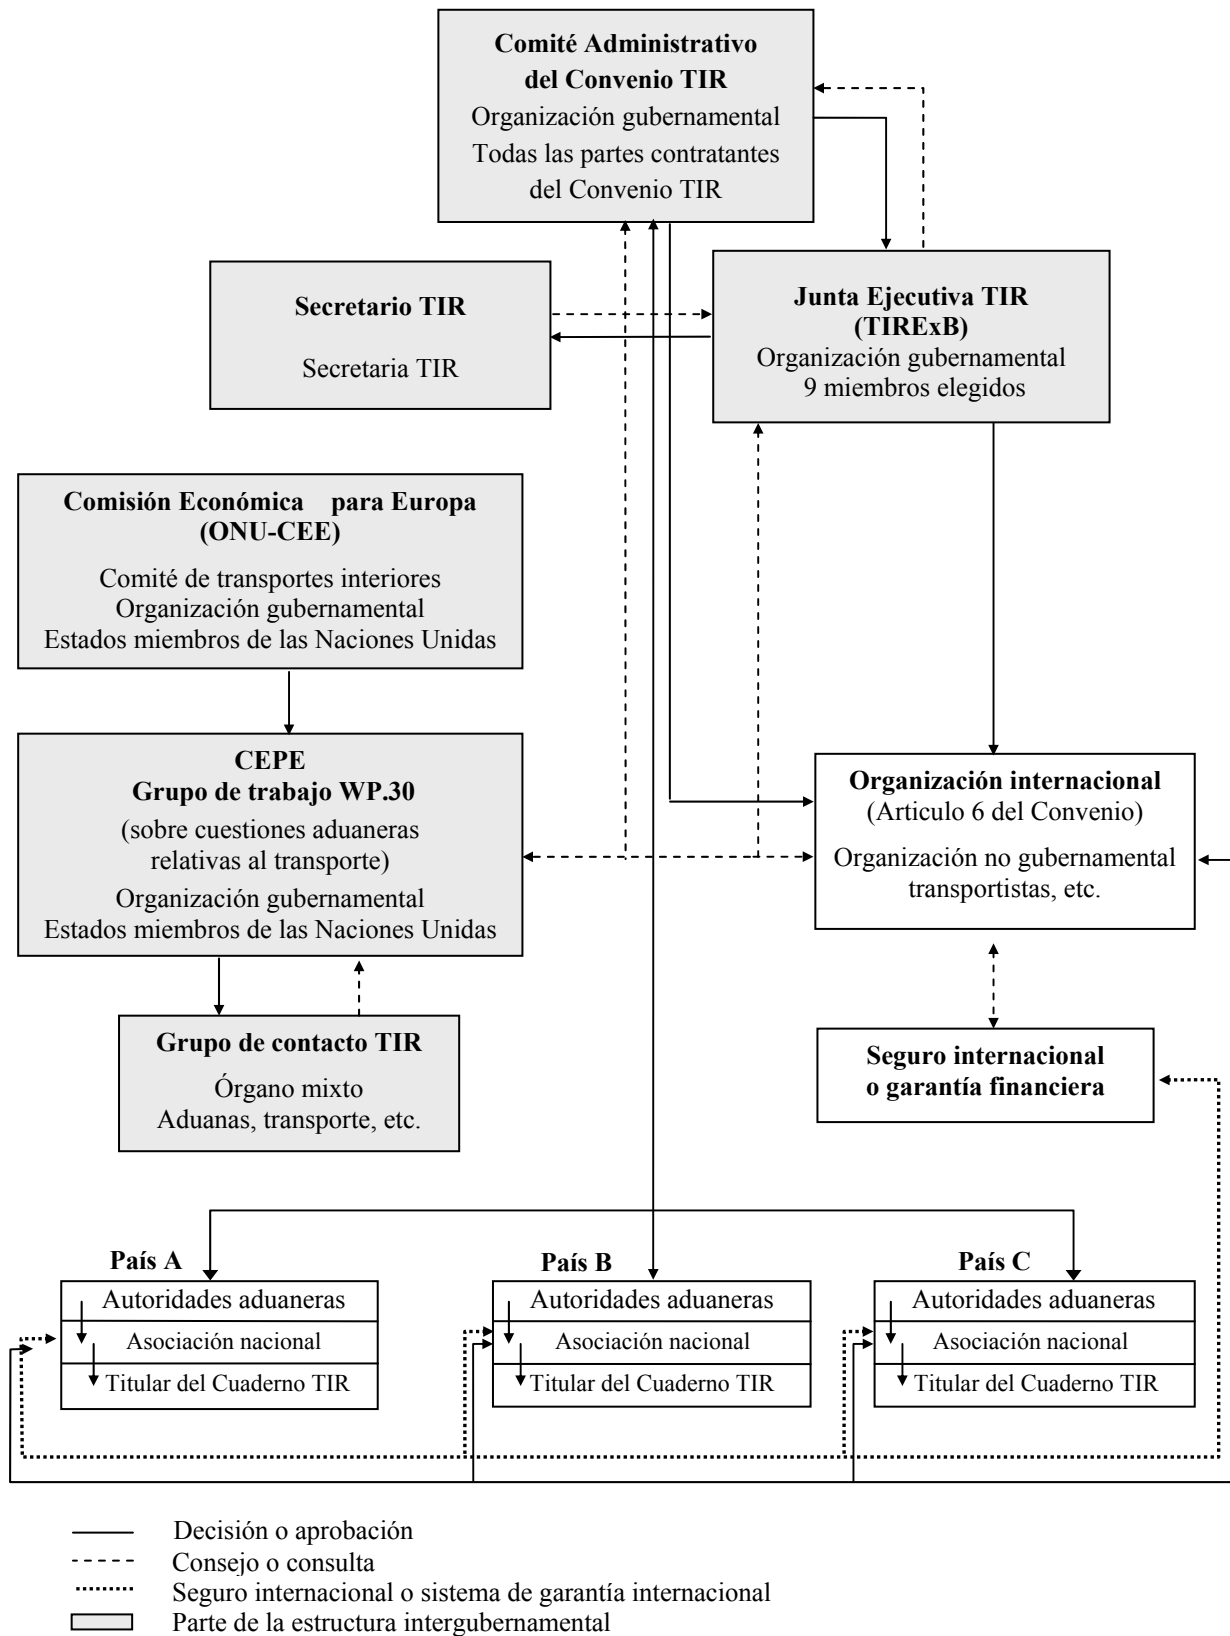 Comité Administrativo
del Convenio TIR
Organización gubernamental
Todas las partes contratantes
del Convenio TIR
Secretario TIR
Secretaria TIR
Junta Ejecutiva TIR
(TIRExB)
Organización gubernamental
9 miembros elegidos
Comisión Económica para Europa
(ONU-CEE)
Comité de transportes interiores
Organización gubernamental
Estados miembros de las Naciones Unidas
CEPE
Grupo de trabajo WP.30
(sobre cuestiones aduaneras
relativas al transporte)
Organización gubernamental
Estados miembros de las Naciones Unidas
Organización internacional
(Articulo 6 del Convenio)
Organización no gubernamental
transportistas, etc.
Grupo de contacto TIR
Órgano mixto
Aduanas, transporte, etc.
Seguro internacional
o garantía financiera
País A
Autoridades aduaneras
Asociación nacional
Titular del Cuaderno TIR
País B
Autoridades aduaneras
Asociación nacional
Titular del Cuaderno TIR
País C
Autoridades aduaneras
Asociación nacional
Titular del Cuaderno TIR
Decisión o aprobación
Consejo o consulta
Seguro internacional o sistema de garantía internacional
Parte de la estructura intergubernamental